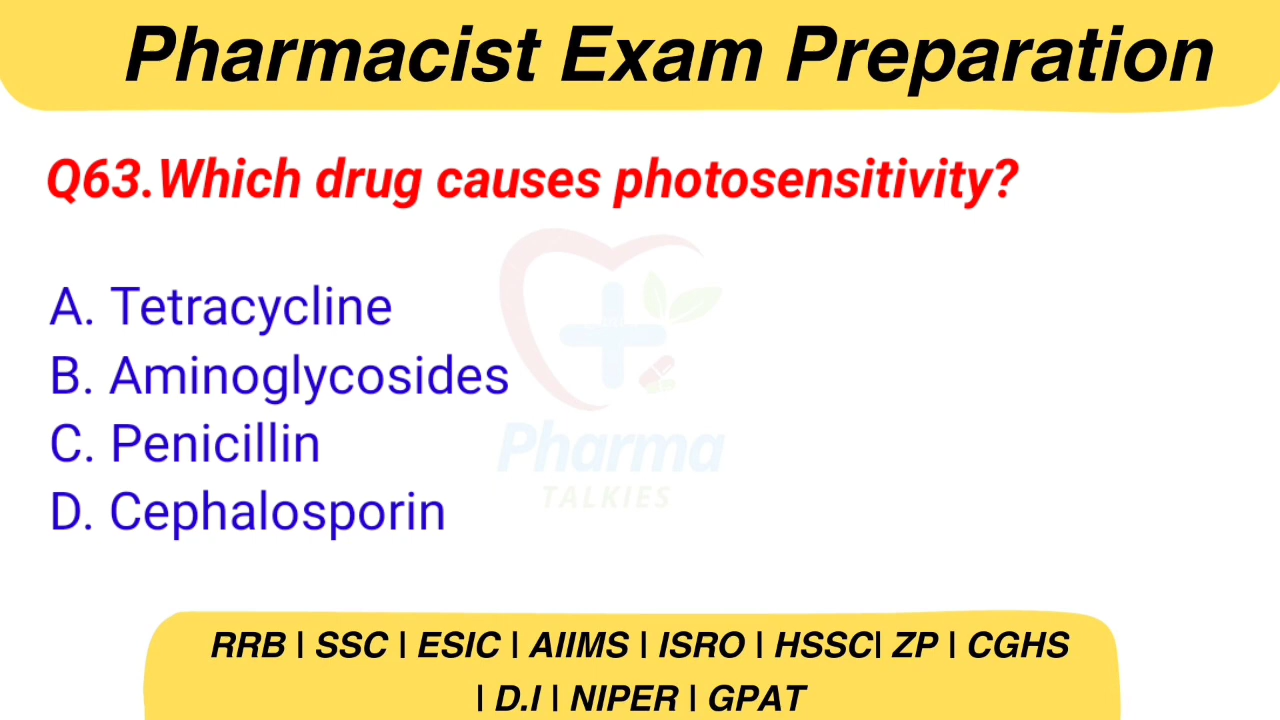 Pharmacist Exam Preparation
Q63.Which drug causes photosensitivity?
A. Tetracycline
B. Aminoglycosides
C. Penicillin
D. Cephalosporin
Pharma
TALKIES
RRB | SSC | ESIC | AIIMS | ISRO | HSSC| ZP | CGHS
| D.I | NIPER | GPAT